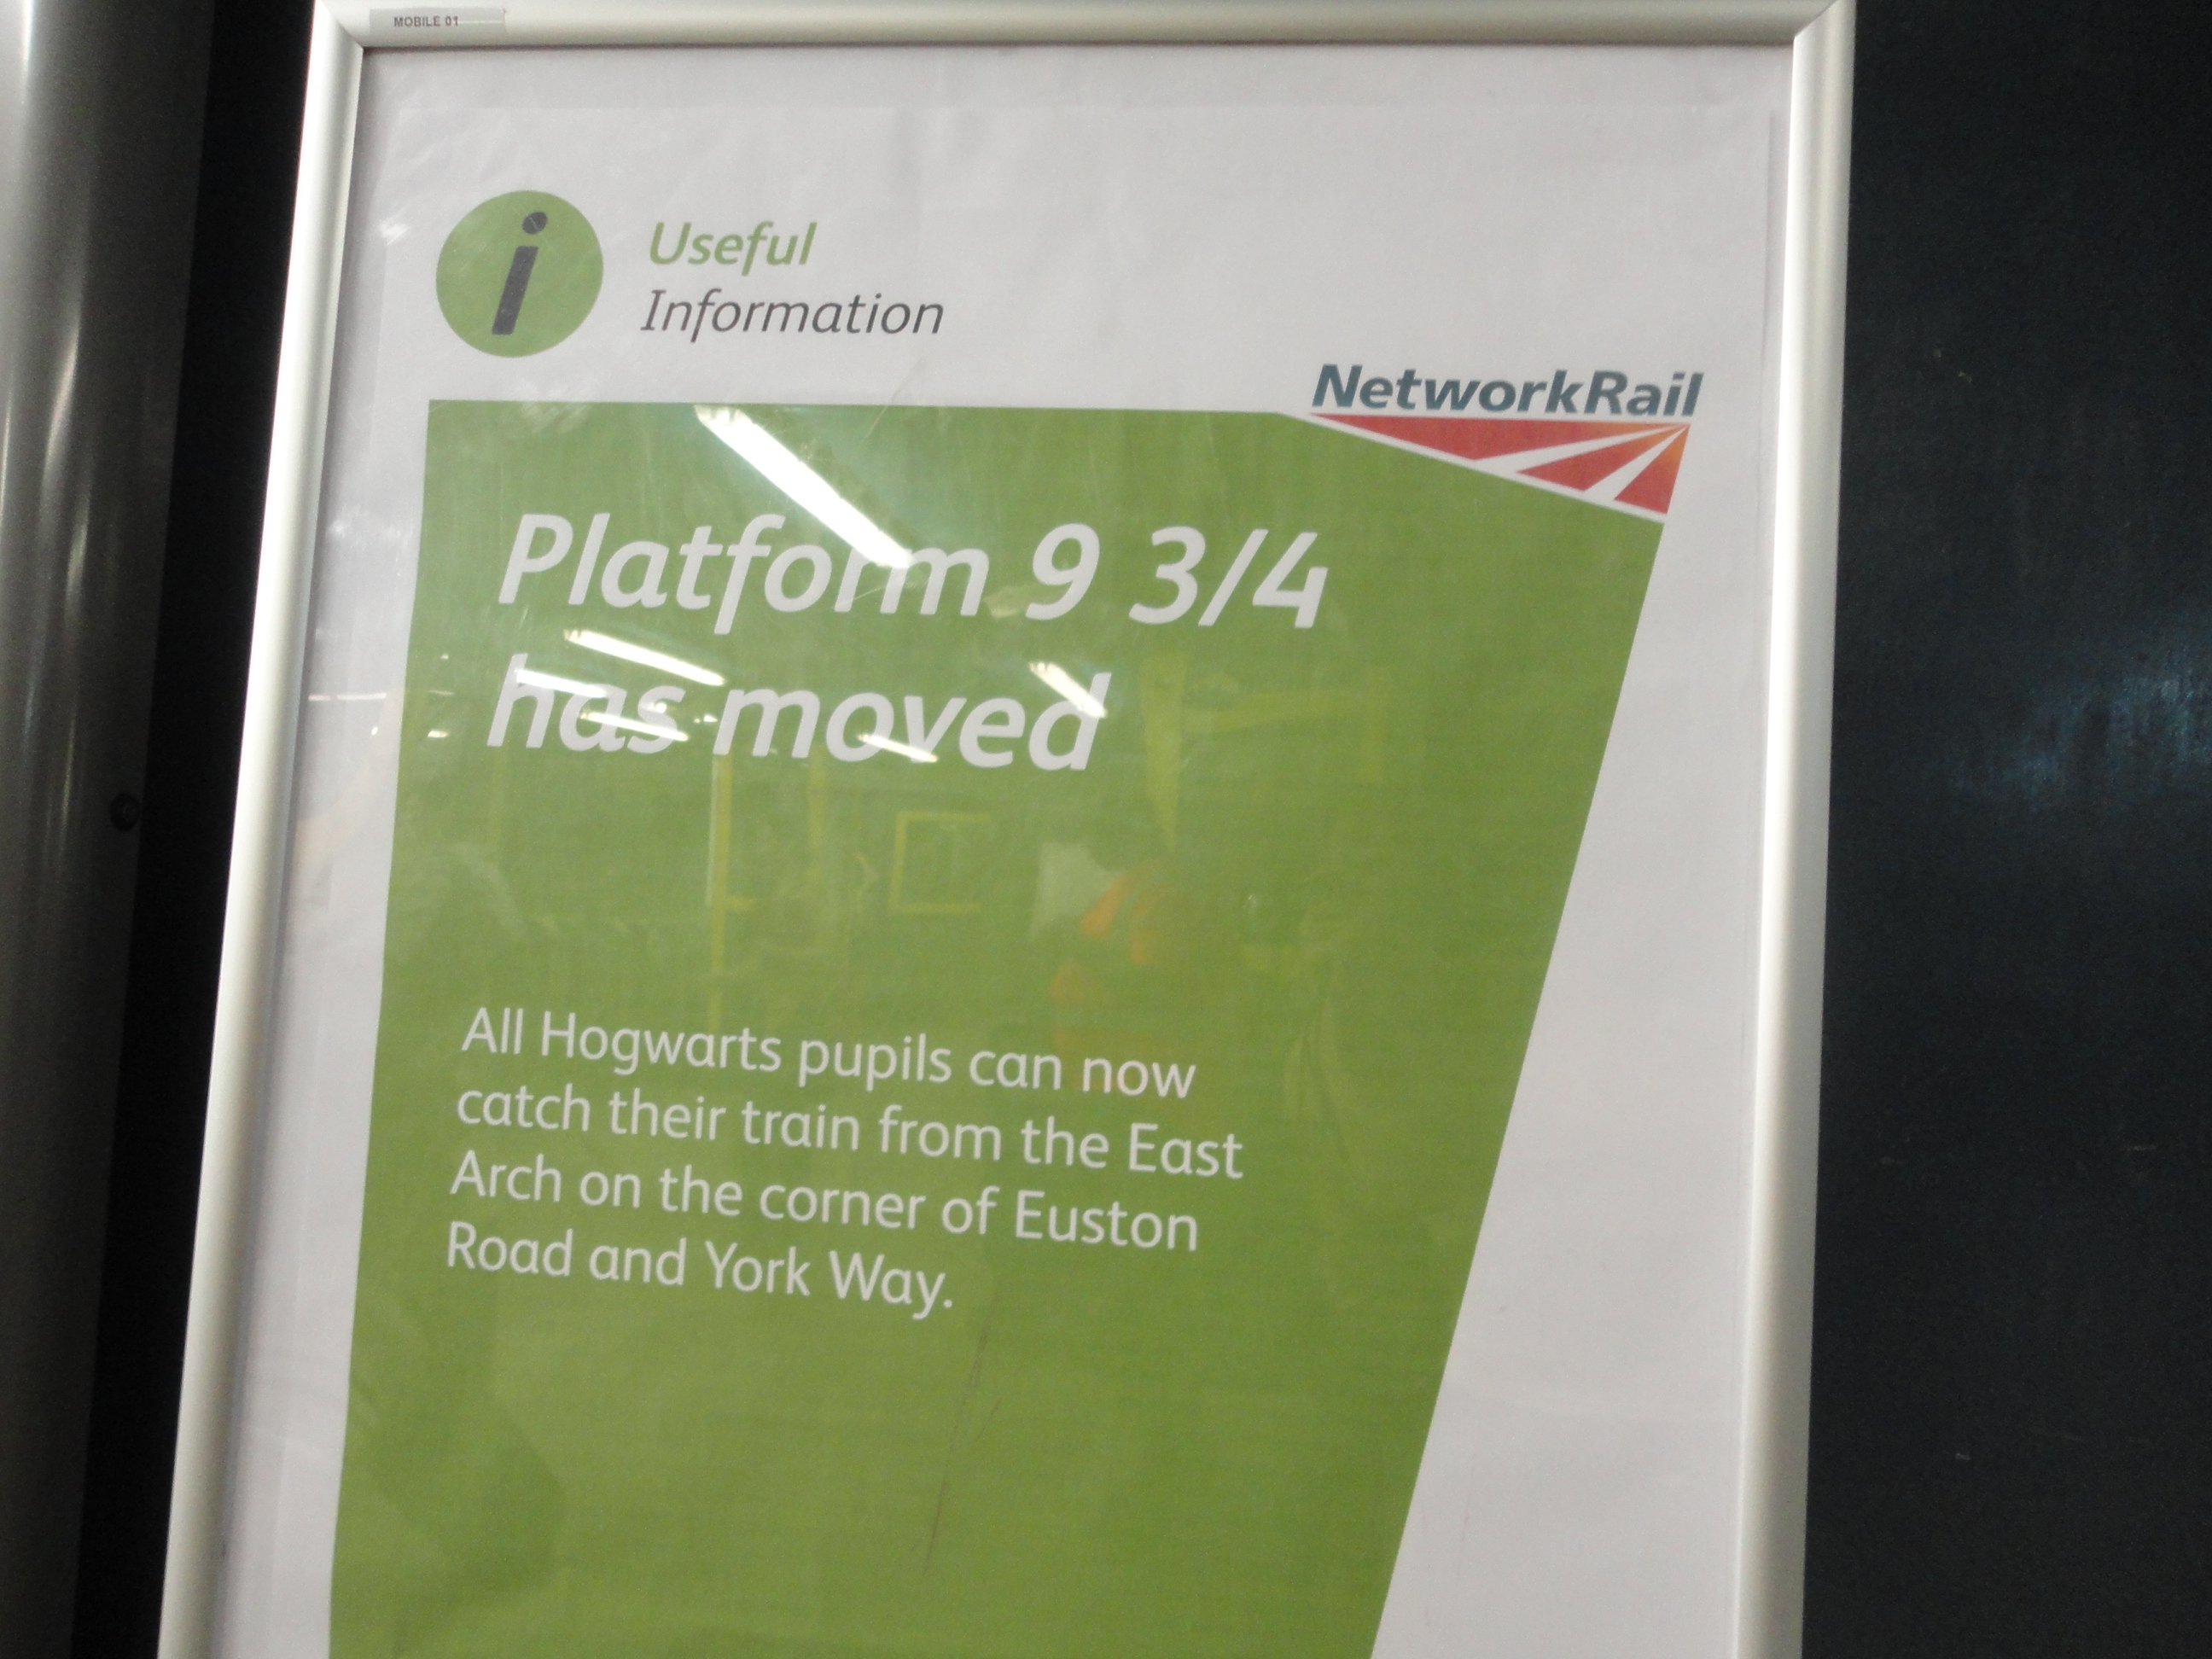 MOBILE 01
i
Useful
Information
NetworkRail
Platform 9 3/4
has moved
All Hogwarts pupils can now
catch their train from the East
Arch on the corner of Euston
Road and York Way.